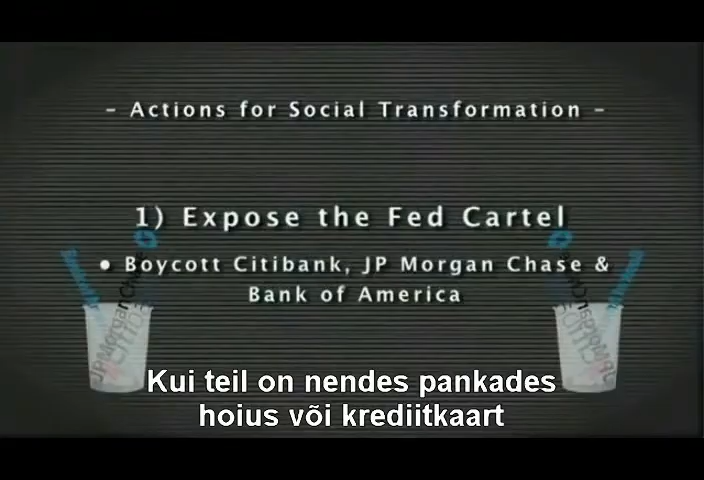 - Actions for Social Transformation -
1) Expose the Fed Cartel
• Boycott Citibank, JP Morgan Chase &
Bank of America
JPMorganChase
Kui teil on nendes pankades
hoius või krediitkaart